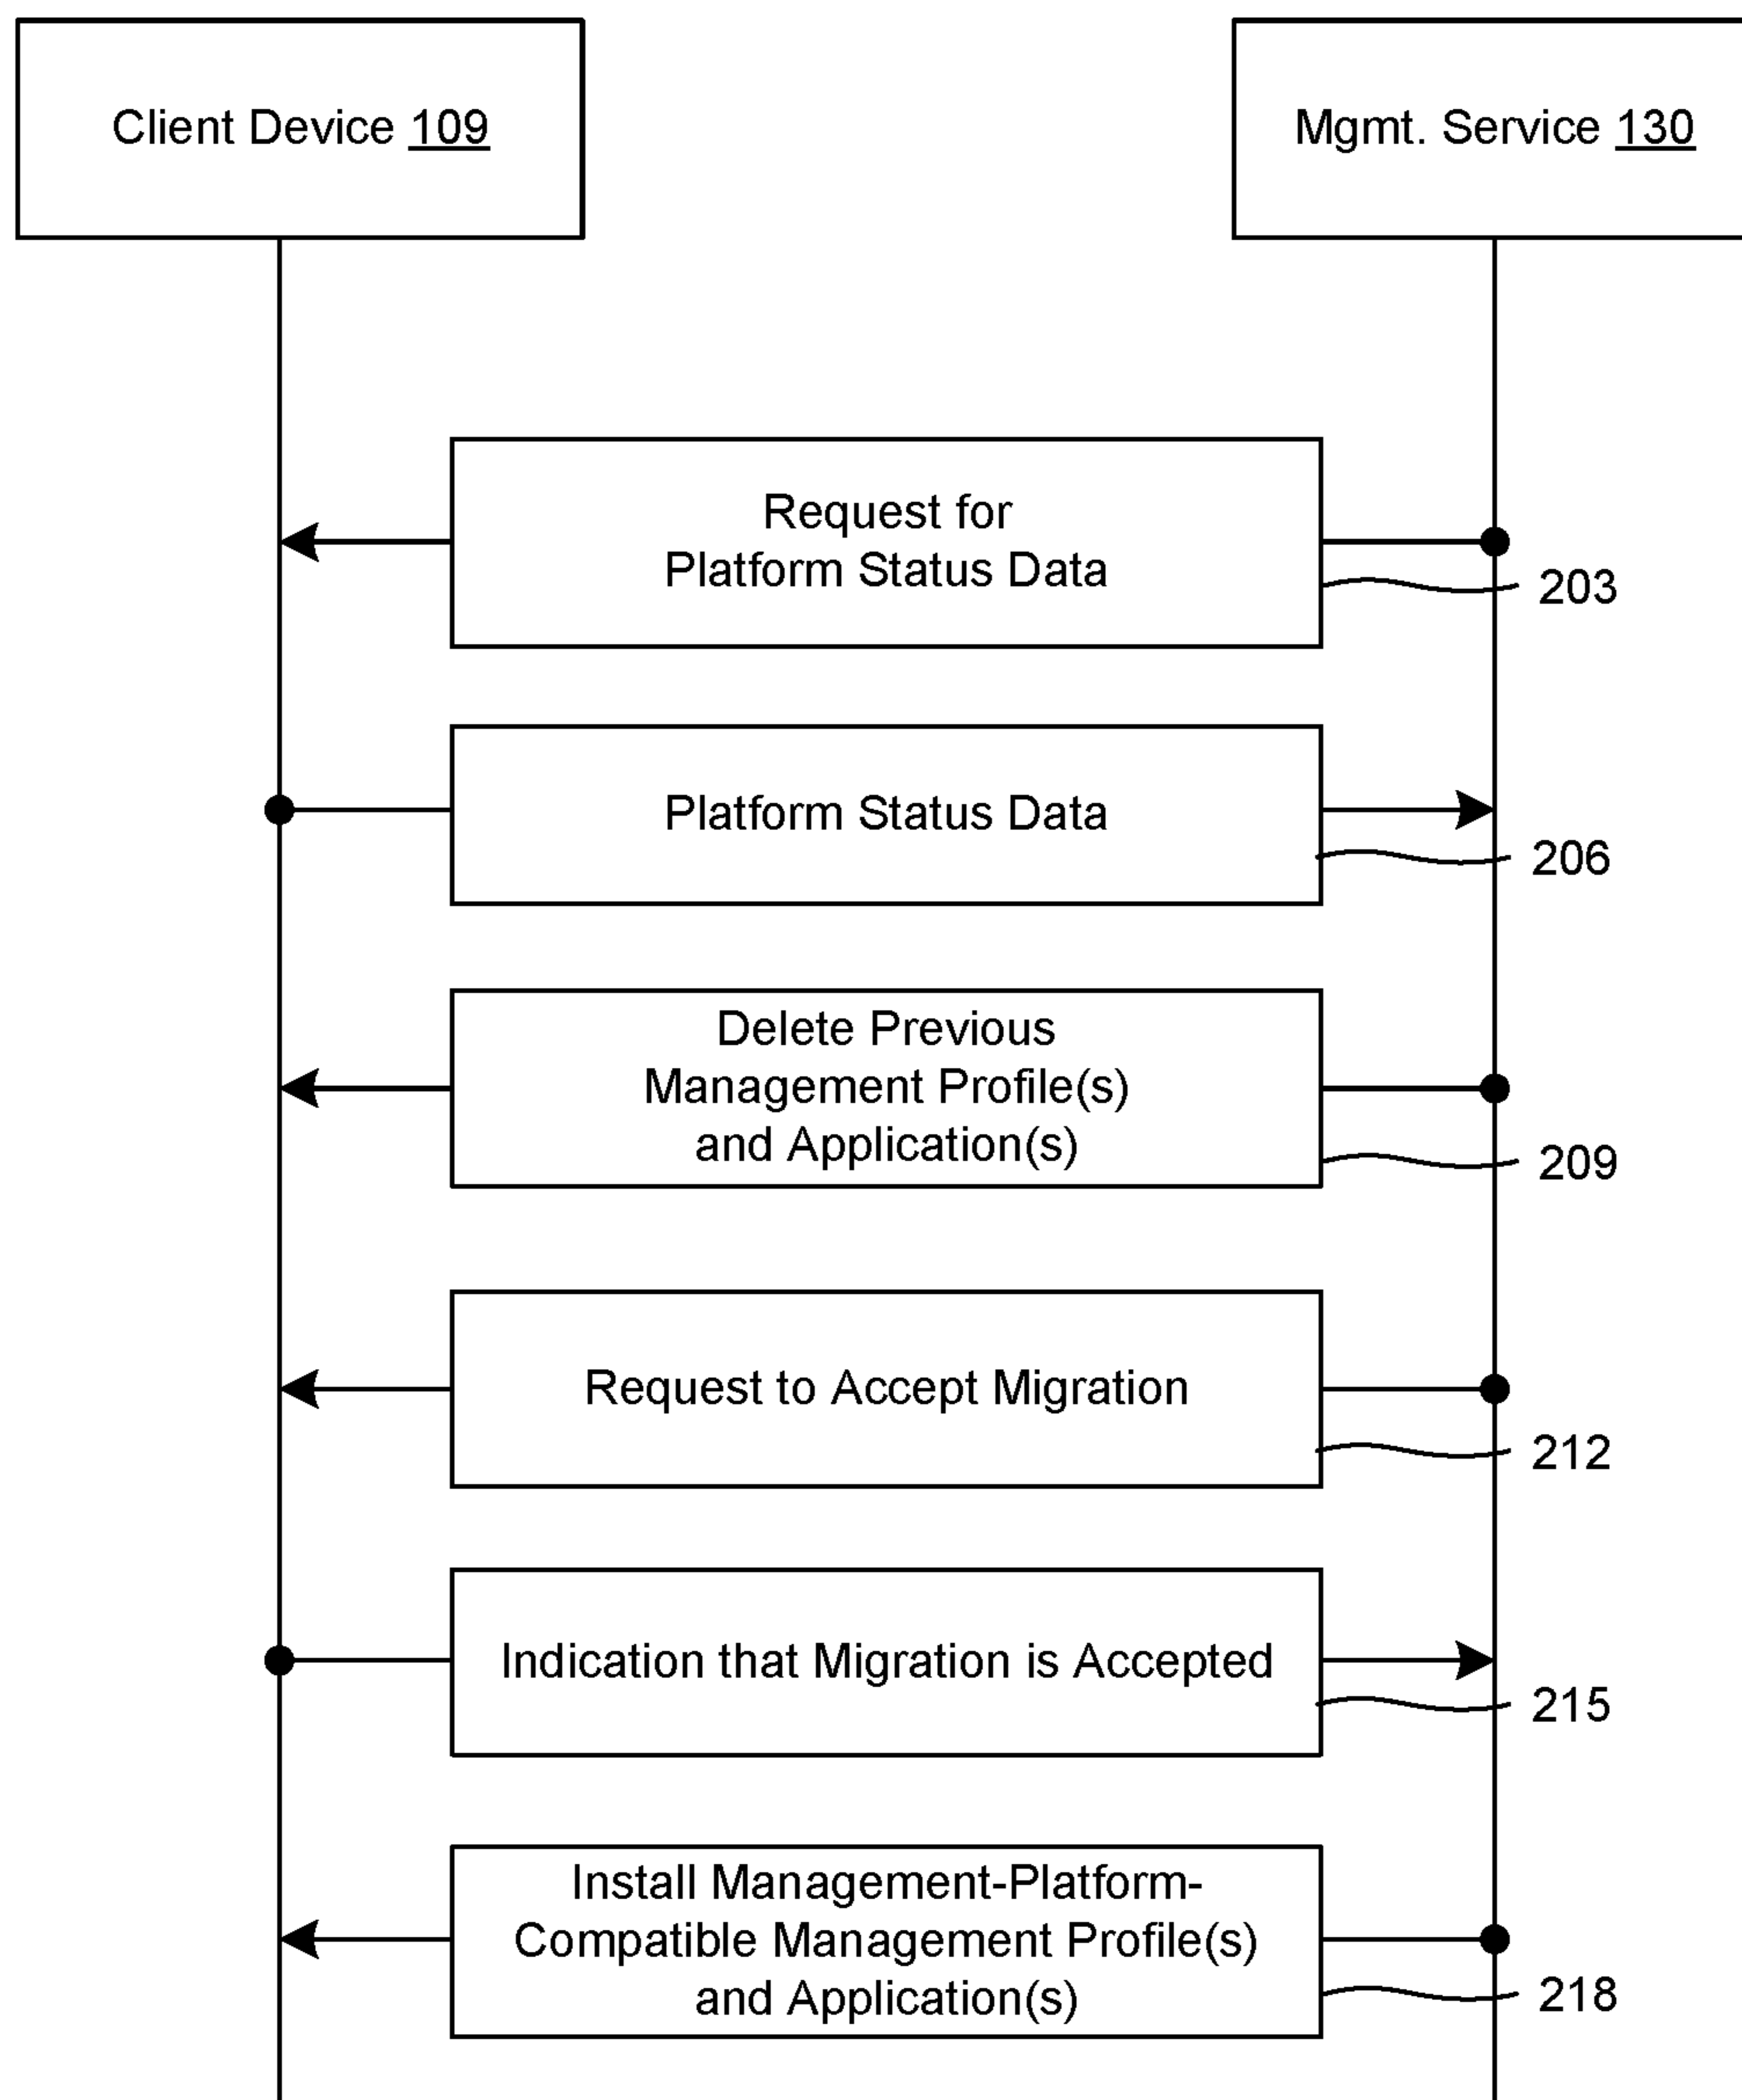 Client Device 109
Mgmt. Service 130
Request for
Platform Status Data
203
Platform Status Data
206
Delete Previous
Management Profile(s)
and Application(s)
209
Request to Accept Migration
212
Indication that Migration is Accepted
215
Install Management-Platform-
Compatible Management Profile(s)
and Application(s)
218